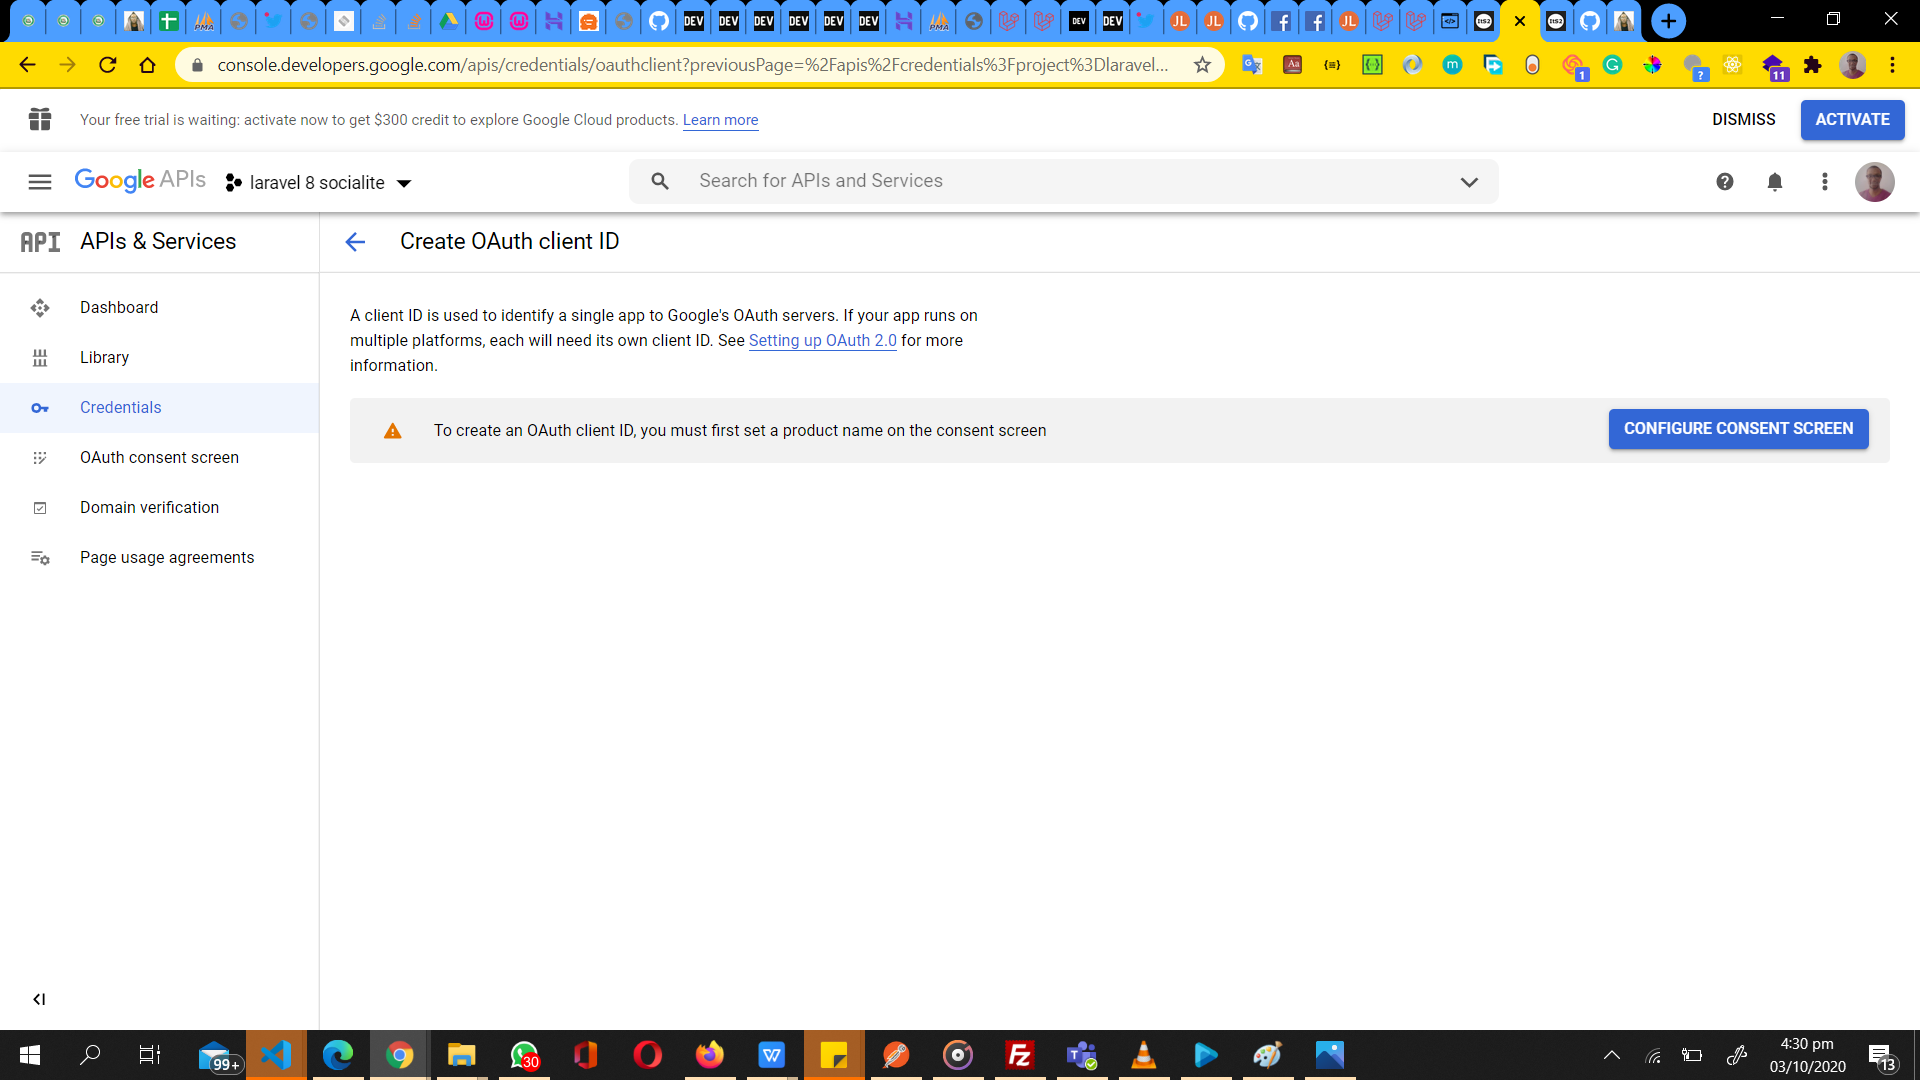 console.developers.google.com/apis/credentials/oauthclient?previousPage=%2Fapis%2Fcredentials%3Fproject%3Dlaravel...
Your free trial is waiting: activate now to get $300 credit to explore Google Cloud products. Learn more
DISMISS
ACTIVATE
Google APIs
laravel 8 socialite
Search for APIs and Services
API APIs & Services
Create OAuth client ID
Dashboard
Library
Credentials
OAuth consent screen
Domain verification
Page usage agreements
A client ID is used to identify a single app to Google's OAuth servers. If your app runs on
multiple platforms, each will need its own client ID. See Setting up OAuth 2.0 for more
information.
To create an OAuth client ID, you must first set a product name on the consent screen
CONFIGURE CONSENT SCREEN
99+
30
4:30 pm
03/10/2020
13